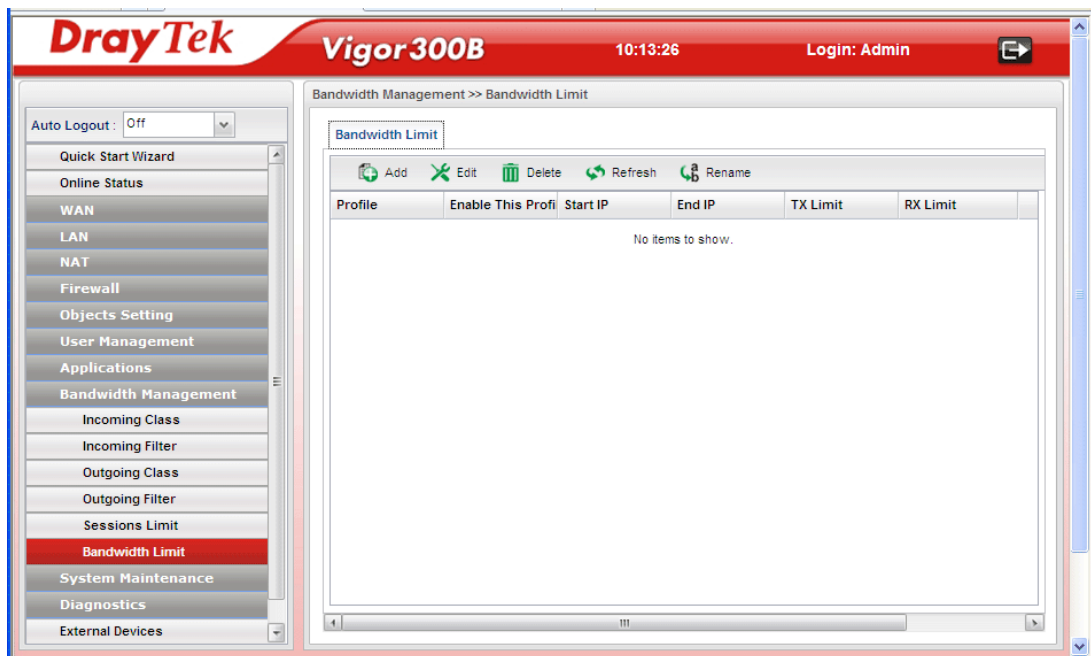 DrayTek
Vigor300B
10:13:26
Login: Admin
Auto Logout : Off
Quick Start Wizard
Online Status
WAN
LAN
NAT
Firewall
Objects Setting
User Management
Applications
Bandwidth Management
Incoming Class
Incoming Filter
Outgoing Class
Outgoing Filter
Sessions Limit
Bandwidth Limit
System Maintenance
Diagnostics
External Devices
Bandwidth Management >> Bandwidth Limit
Bandwidth Limit
Add Edit Delete Refresh Rename
Profile Enable This Profi Start IP End IP TX Limit RX Limit
No items to show.